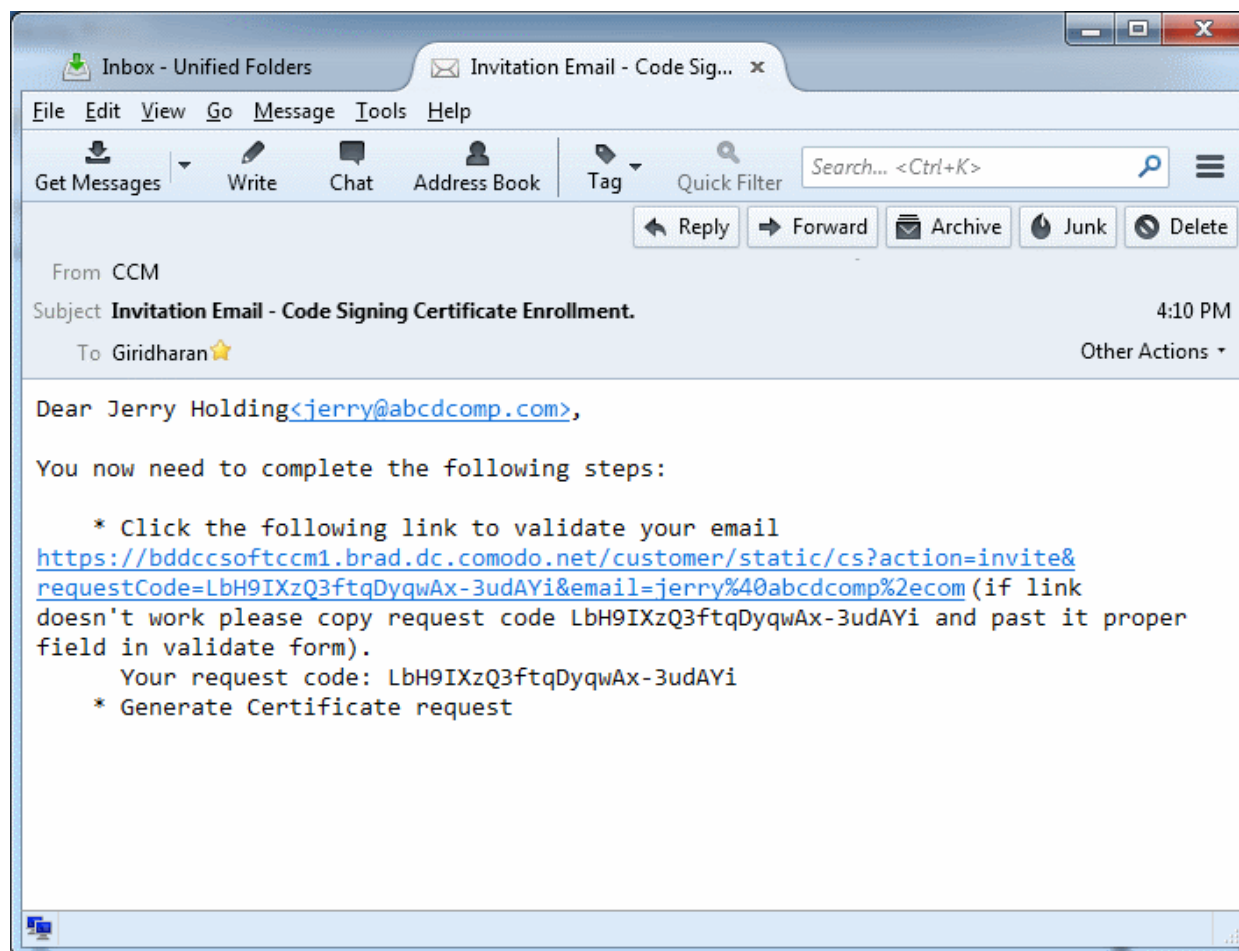 Inbox - Unified Folders
Invitation Email - Code Sig...
File Edit View Go Message Tools Help
Get Messages Write Chat Address Book Tag Quick Filter Search... <Ctrl+K>
Reply Forward Archive Junk Delete
From CCM
Subject Invitation Email - Code Signing Certificate Enrollment. 4:10 PM
To Giridharan Other Actions
Dear Jerry Holding<jerry@abcdcomp.com>,
You now need to complete the following steps:
* Click the following link to validate your email
https://bddccsoftccm1.brad.dc.comodo.net/customer/static/cs?action=invite&
requestCode=LbH9IXzQ3ftqDyqwAx-3udAYi&email=jerry%40abcdcomp%2ecom (if link
doesn't work please copy request code LbH9IXzQ3ftqDyqwAx-3udAYi and past it proper
field in validate form).
Your request code: LbH9IXzQ3ftqDyqwAx-3udAYi
* Generate Certificate request